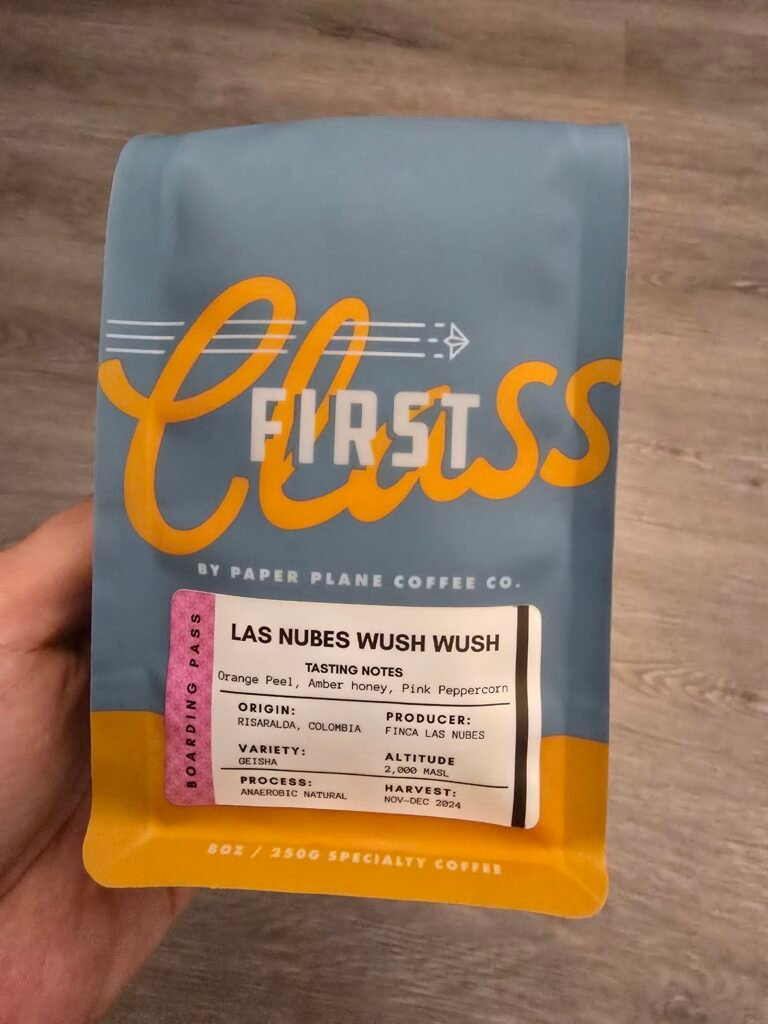 FIRST
Class
BY PAPER PLANE COFFEE CO.
BOARDING PASS
LAS NUBES WUSH WUSH
TASTING NOTES
Orange Peel, Amber honey, Pink Peppercorn
ORIGIN:
RISARALDA, COLOMBIA
PRODUCER:
FINCA LAS NUBES
VARIETY:
GEISHA
ALTITUDE
2,000 MASL
PROCESS:
ANAEROBIC NATURAL
HARVEST:
NOV-DEC 2024
8OZ / 250G SPECIALTY COFFEE